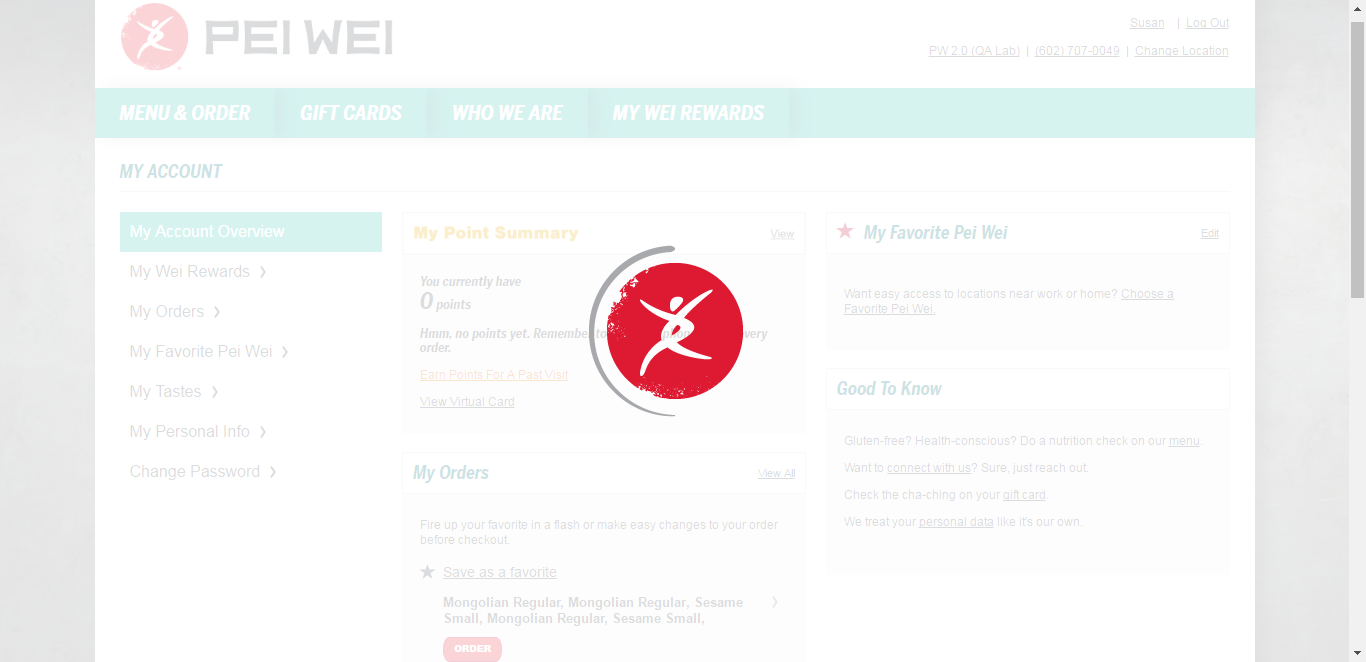 PEI WEI
Susan | Log Out
PW 2.0 (QA Lab) | (602) 707-0049 | Change Location
MENU & ORDER GIFT CARDS WHO WE ARE MY WEI REWARDS
MY ACCOUNT
My Account Overview
My Wei Rewards
My Orders
My Favorite Pei Wei
My Tastes
My Personal Info
Change Password
My Point Summary View
You currently have
0 points
Hmm, no points yet. Remember to very
order.
Earn Points For A Past Visit
View Virtual Card
My Orders View All
Fire up your favorite in a flash or make easy changes to your order
before checkout.
Save as a favorite
Mongolian Regular, Mongolian Regular, Sesame
Small, Mongolian Regular, Sesame Small,
ORDER
My Favorite Pei Wei Edit
Want easy access to locations near work or home? Choose a
Favorite Pei Wei.
Good To Know
Gluten-free? Health-conscious? Do a nutrition check on our menu.
Want to connect with us? Sure, just reach out.
Check the cha-ching on your gift card.
We treat your personal data like it's our own.